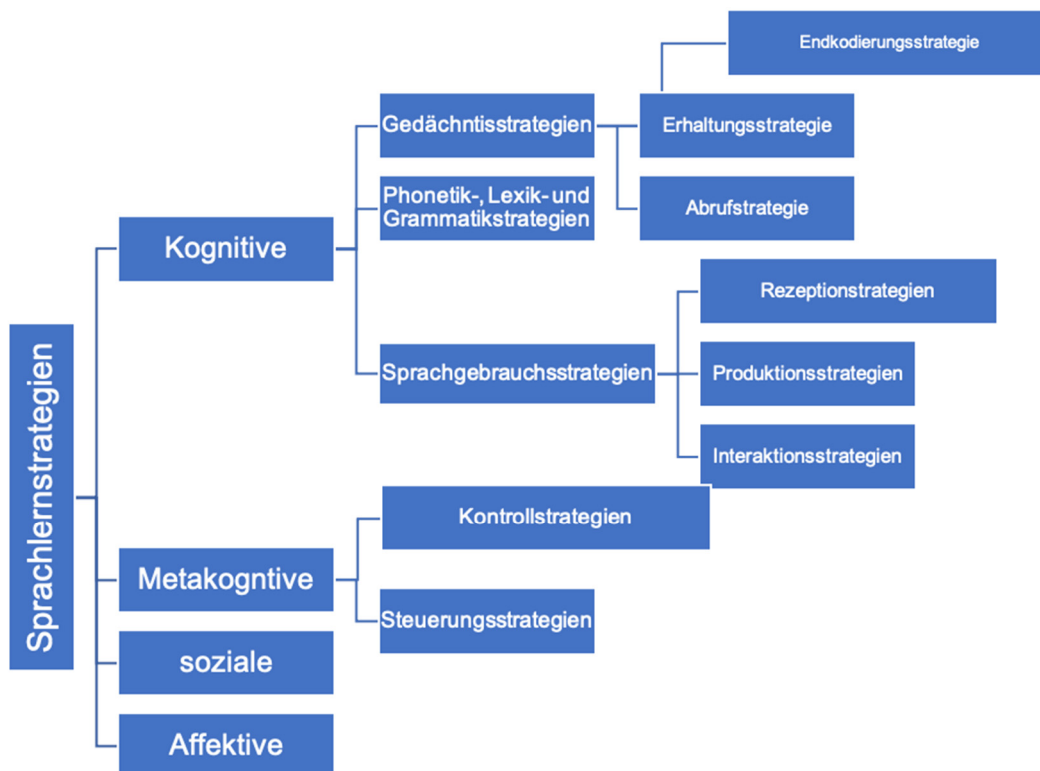 Sprachlernstrategien
Kognitive
Gedächntisstrategien
Endkodierungsstrategie
Erhaltungsstrategie
Abrufstrategie
Phonetik-, Lexik- und
Grammatikstrategien
Sprachgebrauchsstrategien
Rezeptionstrategien
Produktionsstrategien
Interaktionsstrategien
Metakogntive
Kontrollstrategien
Steuerungsstrategien
soziale
Affektive